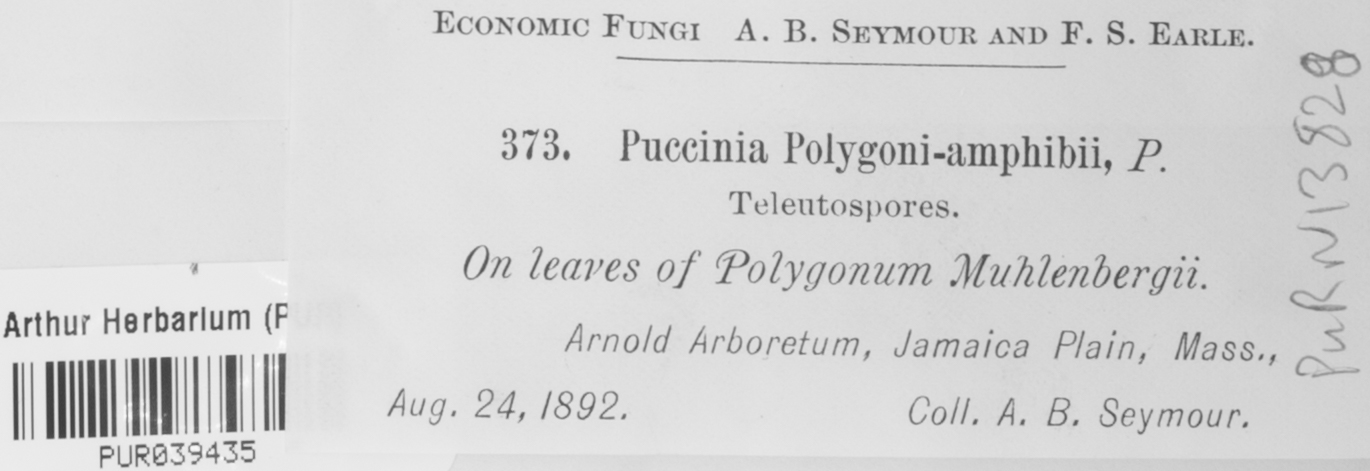 ECONOMIC FUNGI A. B. SEYMOUR AND F. S. EARLE.
373. Puccinia Polygoni-amphibii, P.
Teleutospores.
On leaves of Polygonum Muhlenbergii.
Arnold Arboretum, Jamaica Plain, Mass.,
Aug. 24, 1892. Coll. A. B. Seymour.
PUR N13828
Arthur Herbarium (P
PUR039435